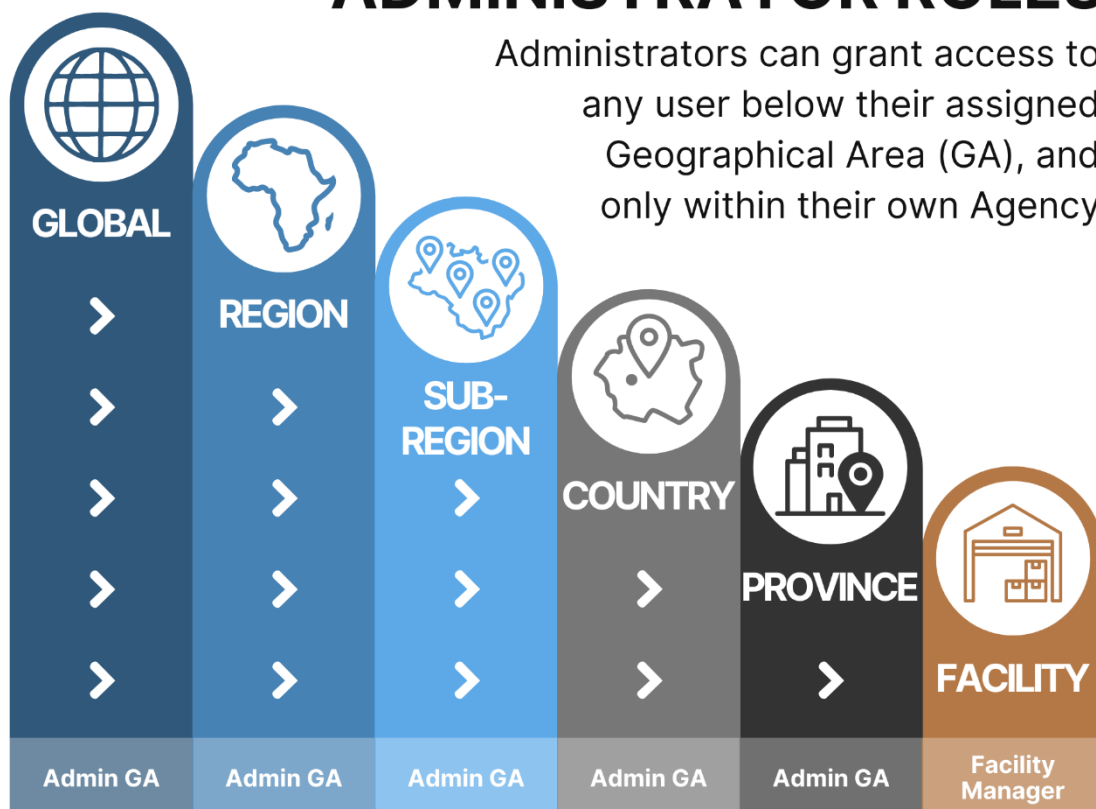 ADMINISTRATOR RULES
Administrators can grant access to
any user below their assigned
Geographical Area (GA), and
only within their own Agency
GLOBAL
REGION
SUB-
REGION
COUNTRY
PROVINCE
FACILITY
Admin GA
Admin GA
Admin GA
Admin GA
Admin GA
Facility
Manager